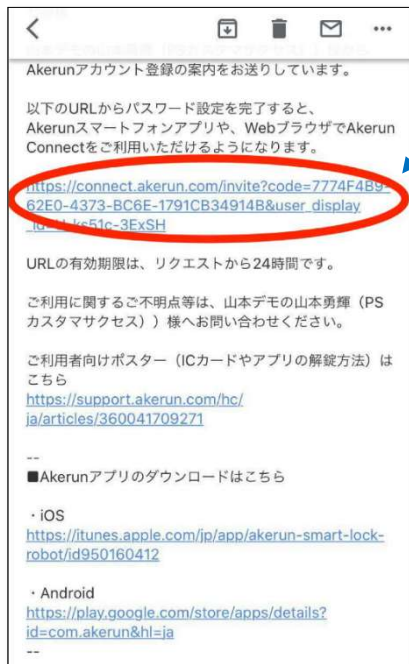 Akerunアカウント登録の案内をお送りしています。
以下のURLからパスワード設定を完了すると、
Akerunスマートフォンアプリや、WebブラウザでAkerun
Connectをご利用いただけるようになります。
https://connect.akerun.com/invite?code=7774F4B9-
62E0-4373-BC6E-1791CB34914B&user_display
URLの有効期限は、リクエストから24時間です。
ご利用に関するご不明点等は、山本デモの山本勇輝（PS
カスタマサクセス））様へお問い合わせください。
ご利用者向けポスター（ICカードやアプリの解錠方法）は
こちら
https://support.akerun.com/hc/
ja/articles/360041709271
--
■Akerunアプリのダウンロードはこちら
・iOS
https://itunes.apple.com/jp/app/akerun-smart-lock-
robot/id950160412
・Android
https://play.google.com/store/apps/details?
id=com.akerun&hl=ja
--